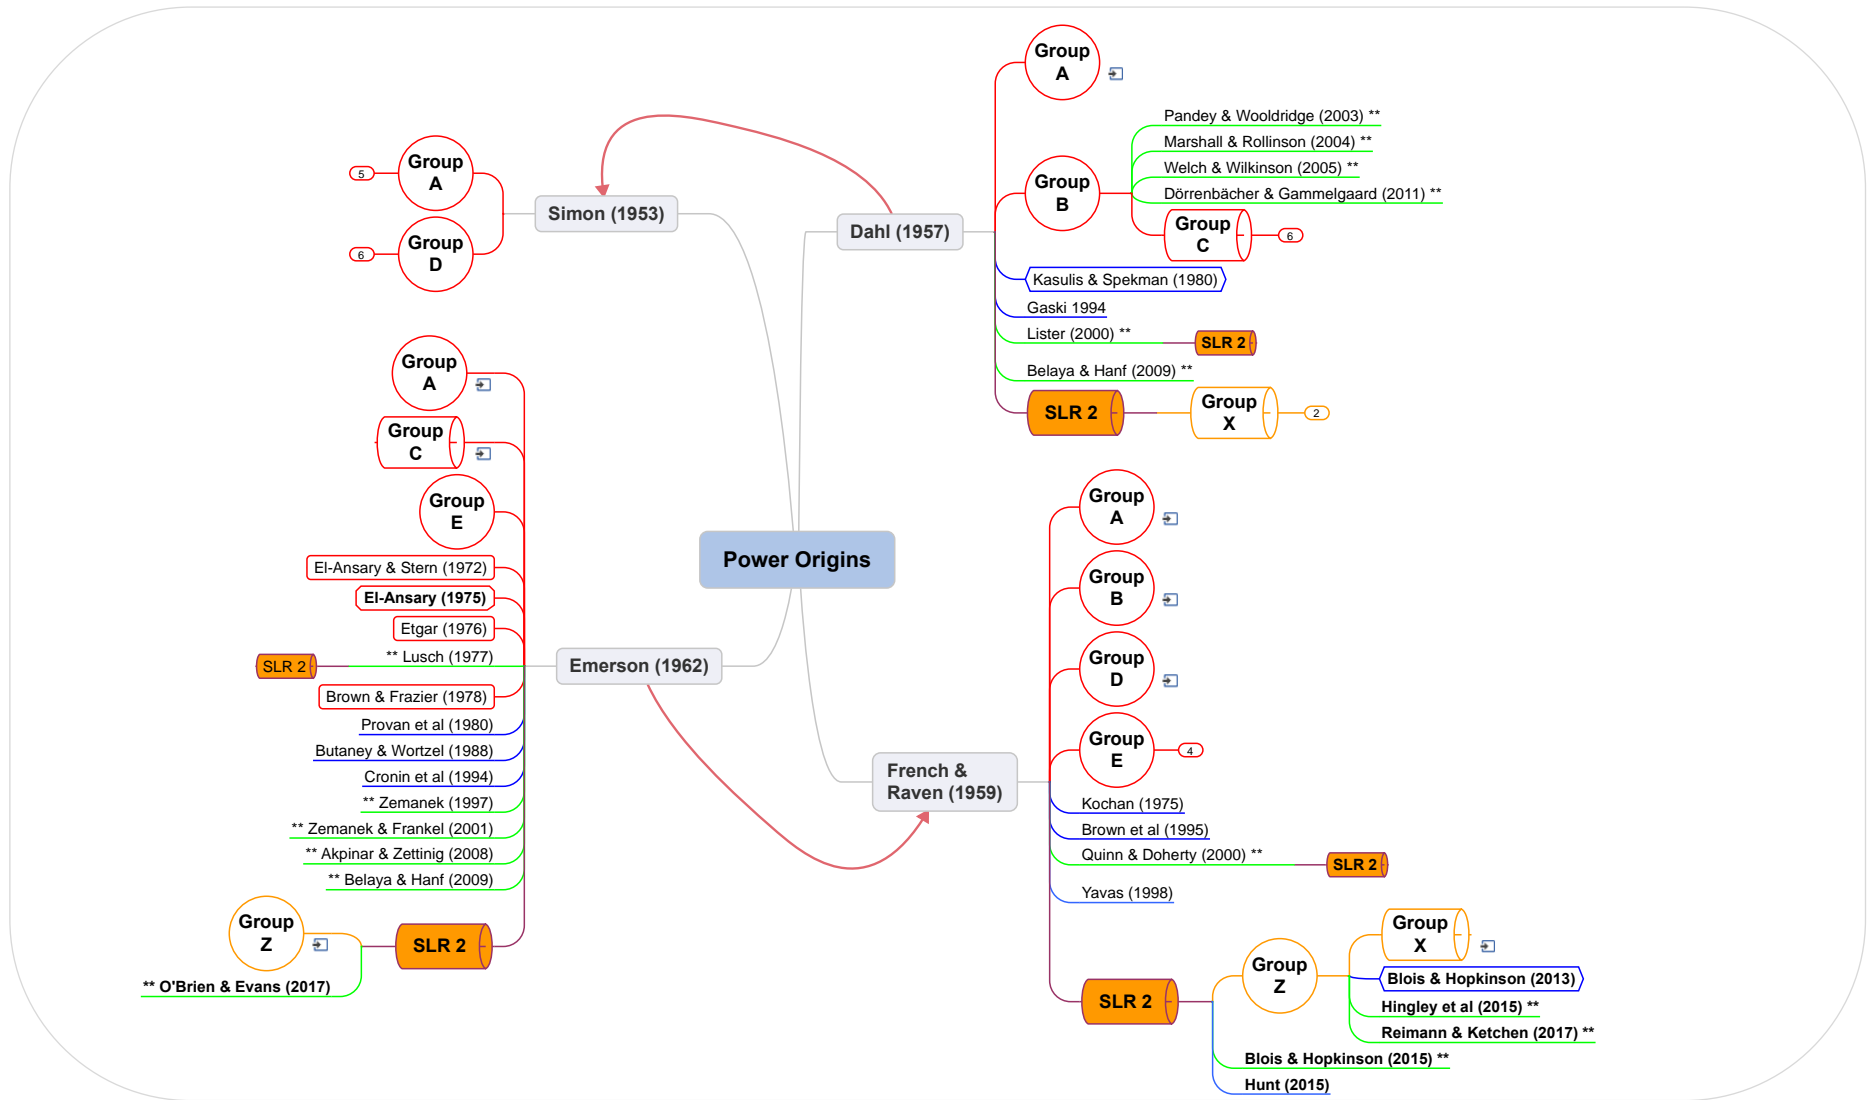 Power Origins
Simon (1953)
Group
A
5
Group
D
6
Dahl (1957)
Group
A
Group
B
Pandey & Wooldridge (2003) **
Marshall & Rollinson (2004) **
Welch & Wilkinson (2005) **
Dörrenbächer & Gammelgaard (2011) **
Group
C
6
Kasulis & Spekman (1980)
Gaski 1994
Lister (2000) **
SLR 2
Belaya & Hanf (2009) **
SLR 2
Group
X
2
Emerson (1962)
Group
A
Group
C
Group
E
El-Ansary & Stern (1972)
El-Ansary (1975)
Etgar (1976)
** Lusch (1977)
SLR 2
Brown & Frazier (1978)
Provan et al (1980)
Butaney & Wortzel (1988)
Cronin et al (1994)
** Zemanek (1997)
** Zemanek & Frankel (2001)
** Akpinar & Zettinig (2008)
** Belaya & Hanf (2009)
SLR 2
Group
Z
** O'Brien & Evans (2017)
French &
Raven (1959)
Group
A
Group
B
Group
D
Group
E
4
Kochan (1975)
Brown et al (1995)
Quinn & Doherty (2000) **
SLR 2
Yavas (1998)
SLR 2
Group
Z
Group
X
Blois & Hopkinson (2013)
Hingley et al (2015) **
Reimann & Ketchen (2017) **
Blois & Hopkinson (2015) **
Hunt (2015)